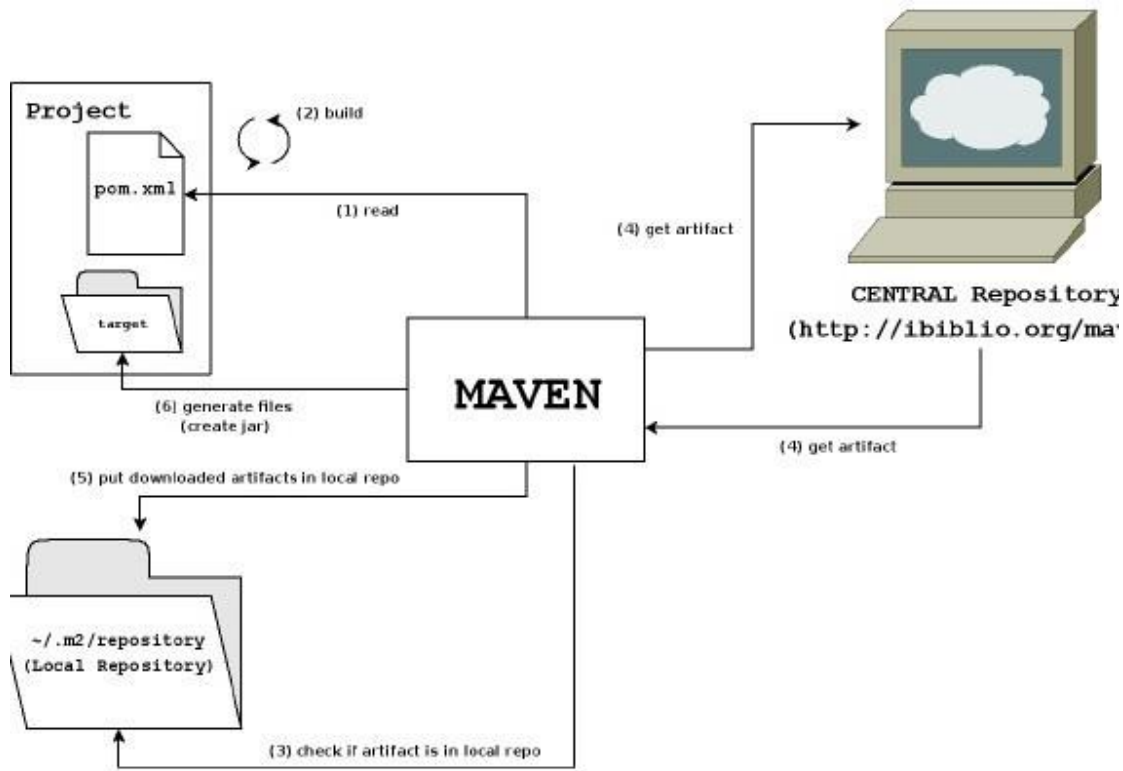 Project
(2) build
pom.xml
(1) read
(4) get artifact
target
CENTRAL Repository
(http://ibiblio.org/ma
MAVEN
(6) generate files
(create jar)
(4) get artifact
(5) put downloaded artifacts in local repo
~/.m2/repository
(Local Repository)
(3) check if artifact is in local repo